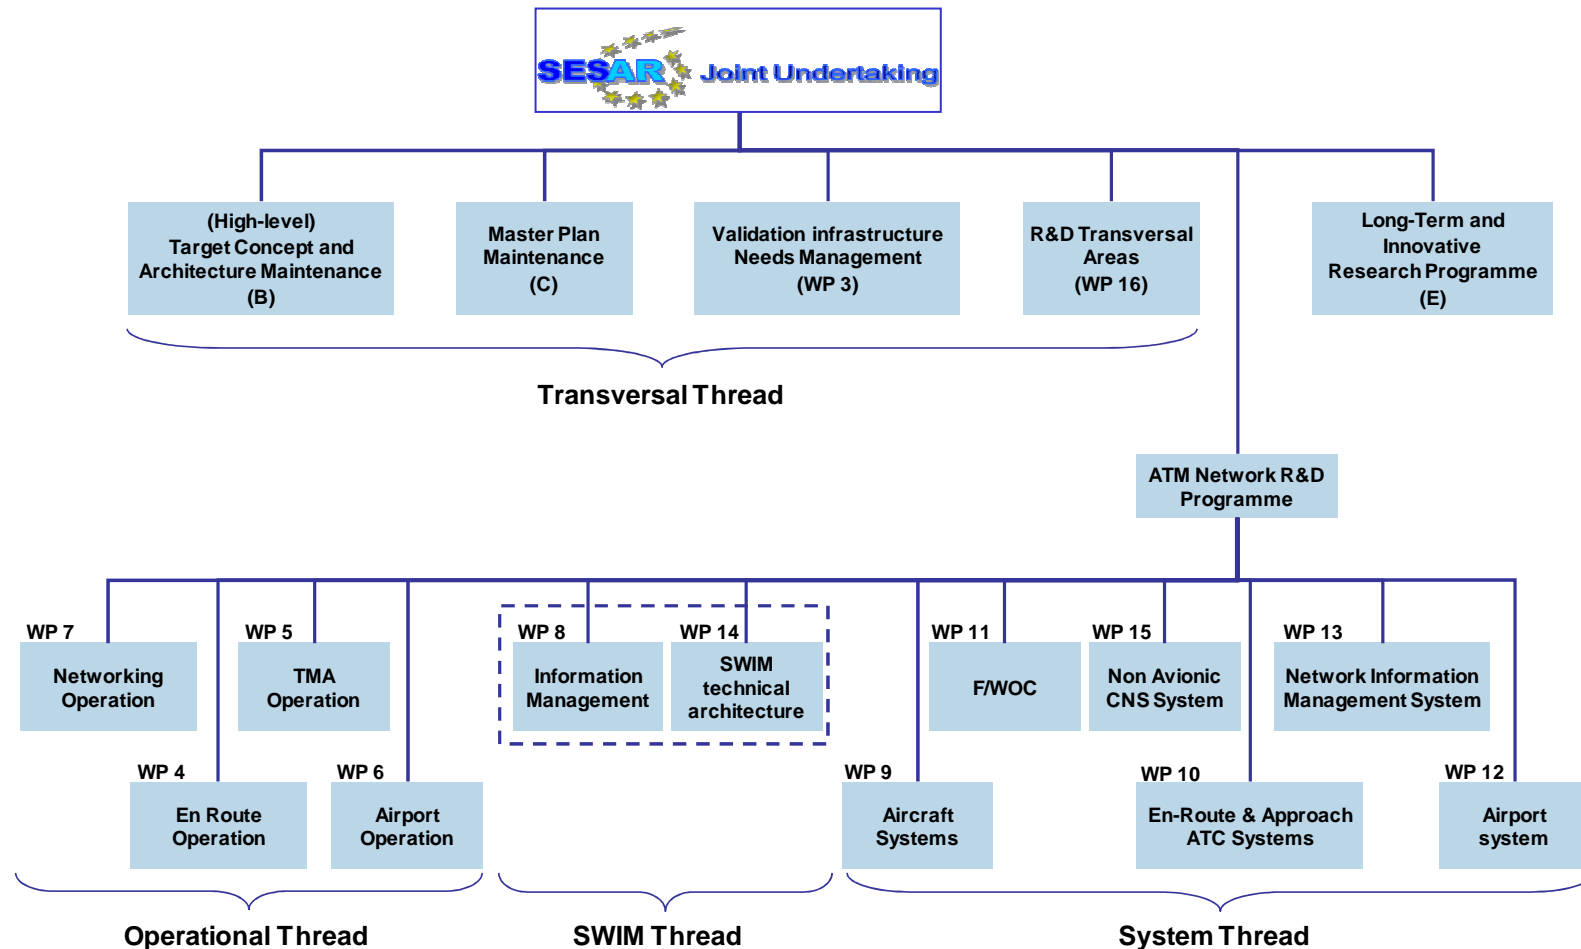 SESAR Joint Undertaking
(High-level)
Target Concept and
Architecture Maintenance
(B)
Master Plan
Maintenance
(C)
Validation infrastructure
Needs Management
(WP 3)
R&D Transversal
Areas
(WP 16)
Long-Term and
Innovative
Research Programme
(E)
Transversal Thread
ATM Network R&D
Programme
WP 7
Networking
Operation
WP 5
TMA
Operation
WP 8
Information
Management
WP 14
SWIM
technical
architecture
WP 11
F/WOC
WP 15
Non Avionic
CNS System
WP 13
Network Information
Management System
WP 4
En Route
Operation
WP 6
Airport
Operation
WP 9
Aircraft
Systems
WP 10
En-Route & Approach
ATC Systems
WP 12
Airport
system
Operational Thread
SWIM Thread
System Thread